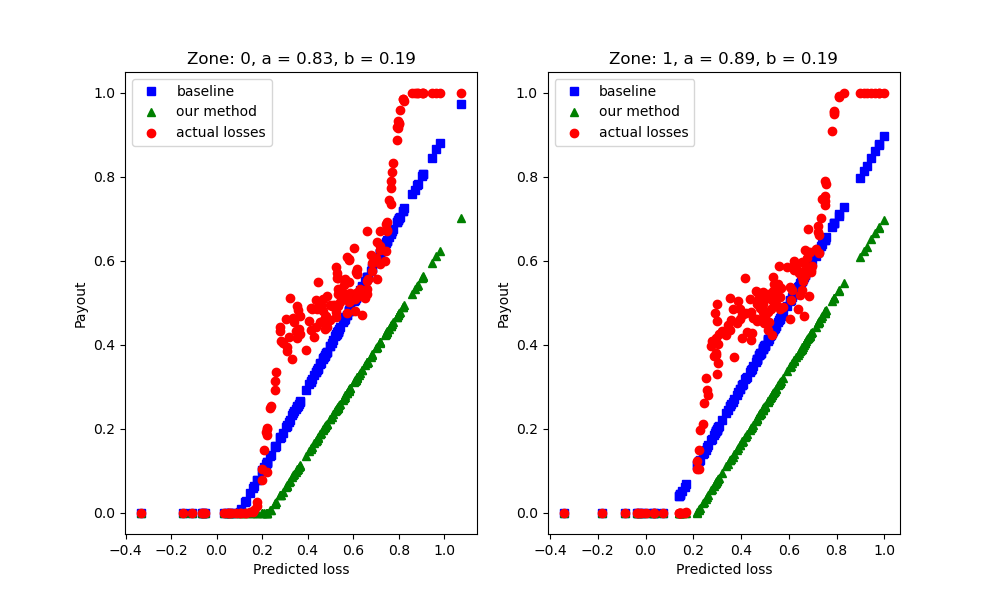 Zone: 0, a = 0.83, b = 0.19
baseline
our method
actual losses
1.0
0.8
0.6
0.4
0.2
0.0
Payout
−0.4 −0.2 0.0 0.2 0.4 0.6 0.8 1.0
Predicted loss
Zone: 1, a = 0.89, b = 0.19
baseline
our method
actual losses
1.0
0.8
0.6
0.4
0.2
0.0
Payout
−0.4 −0.2 0.0 0.2 0.4 0.6 0.8 1.0
Predicted loss